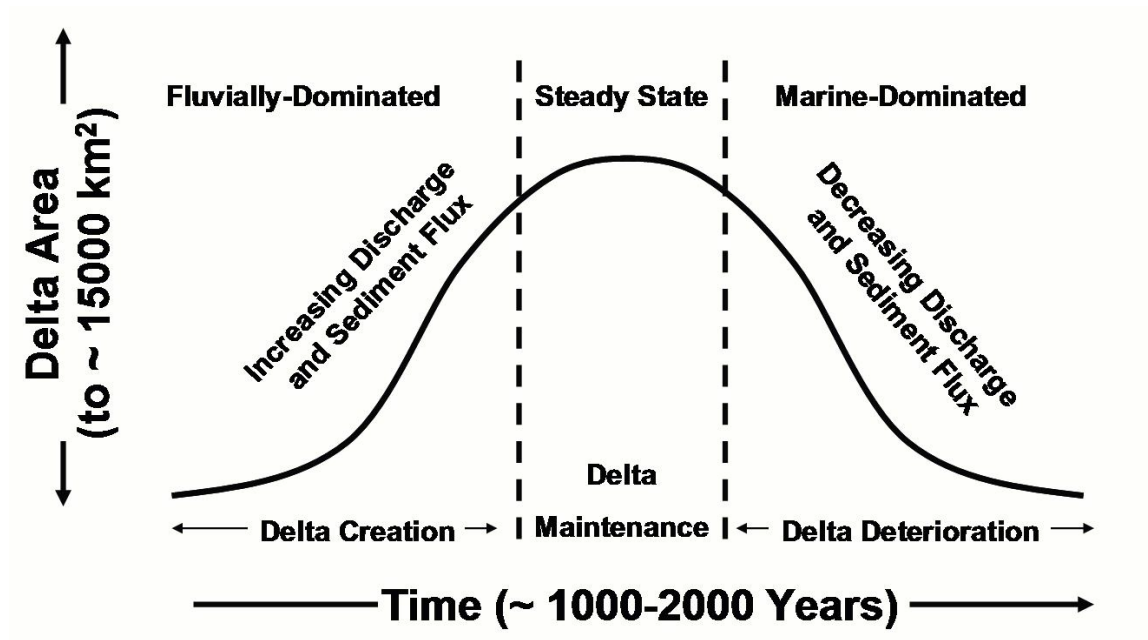 Fluvially-Dominated
Steady State
Marine-Dominated
Delta Area
(to ~ 15000 km²)
Increasing Discharge
and Sediment Flux
Decreasing Discharge
and Sediment Flux
Delta
Maintenance
Delta Creation
Delta Deterioration
Time (~ 1000-2000 Years)